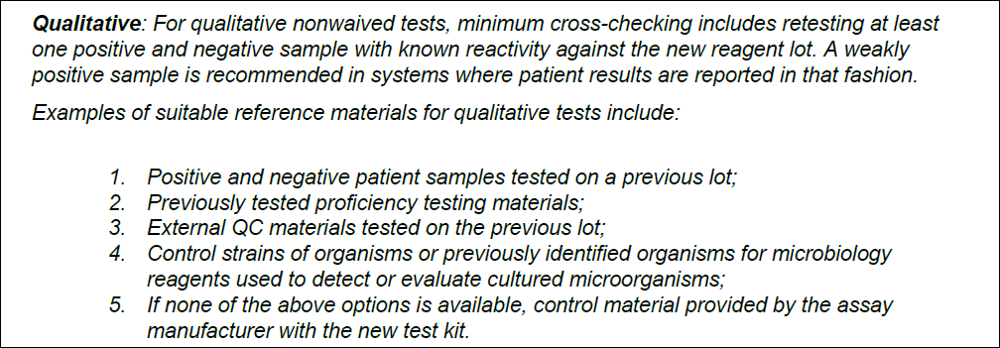 Qualitative: For qualitative nonwaived tests, minimum cross-checking includes retesting at least
one positive and negative sample with known reactivity against the new reagent lot. A weakly
positive sample is recommended in systems where patient results are reported in that fashion.
Examples of suitable reference materials for qualitative tests include:
1. Positive and negative patient samples tested on a previous lot;
2. Previously tested proficiency testing materials;
3. External QC materials tested on the previous lot;
4. Control strains of organisms or previously identified organisms for microbiology
reagents used to detect or evaluate cultured microorganisms;
5. If none of the above options is available, control material provided by the assay
manufacturer with the new test kit.